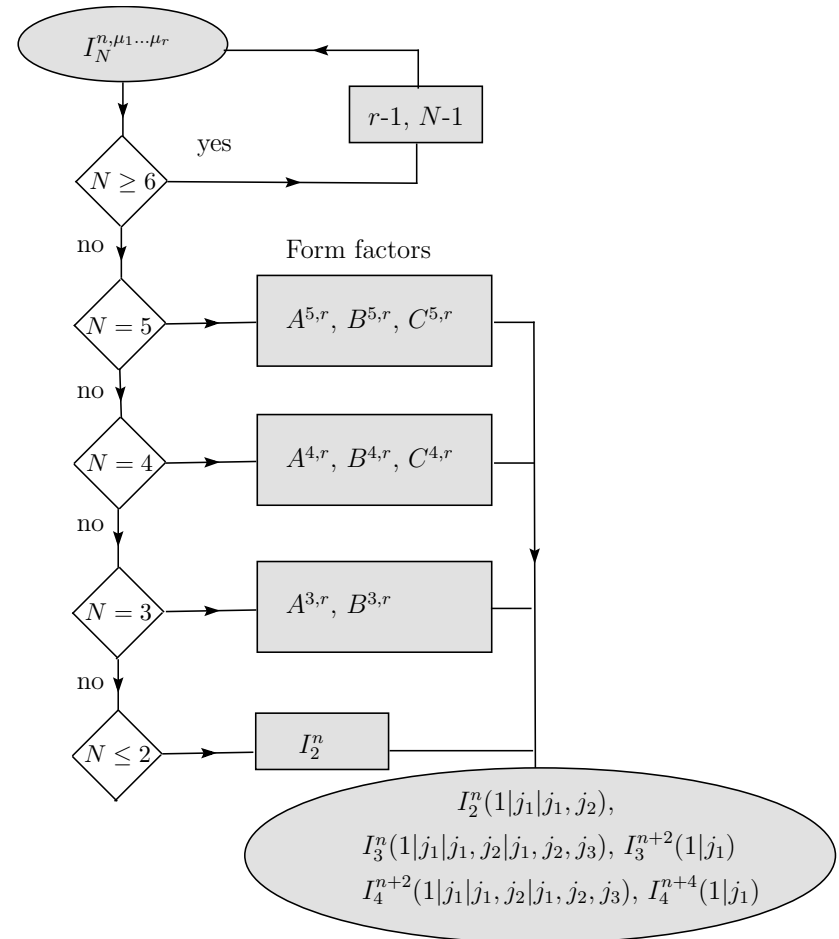 I_N^{n,μ_1...μ_r}
r-1, N-1
yes
N ≥ 6
no
Form factors
N = 5
A^{5,r}, B^{5,r}, C^{5,r}
no
N = 4
A^{4,r}, B^{4,r}, C^{4,r}
no
N = 3
A^{3,r}, B^{3,r}
no
N ≤ 2
I_2^n
I_2^n(1|j_1|j_1, j_2),
I_3^n(1|j_1|j_1, j_2|j_1, j_2, j_3), I_3^{n+2}(1|j_1)
I_4^{n+2}(1|j_1|j_1, j_2|j_1, j_2, j_3), I_4^{n+4}(1|j_1)